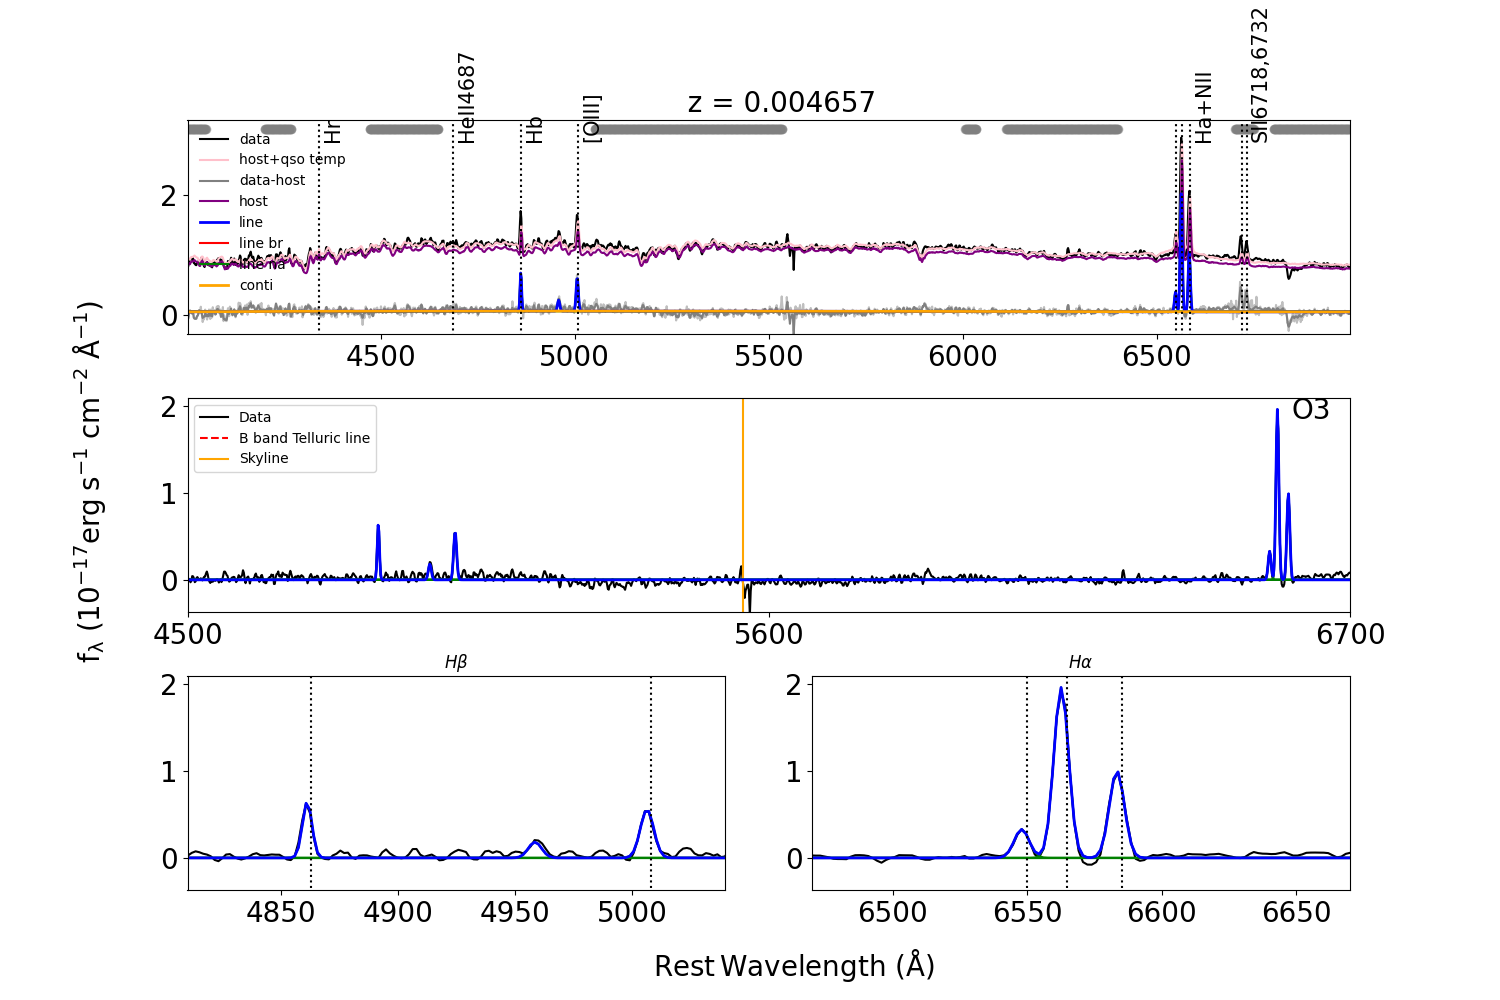 z = 0.004657
Hr
HeII4687
Hb
[OIII]
Ha+NII
SII6718,6732
data
host+qso temp
data-host
host
line
line br
line na
conti
2
0
4500
5000
5500
6000
6500
fλ (10⁻¹⁷erg s⁻¹ cm⁻² Å⁻¹)
O3
Data
B band Telluric line
Skyline
2
1
0
4500
5600
6700
Hβ
2
1
0
4850
4900
4950
5000
Hα
2
1
0
6500
6550
6600
6650
Rest Wavelength (Å)